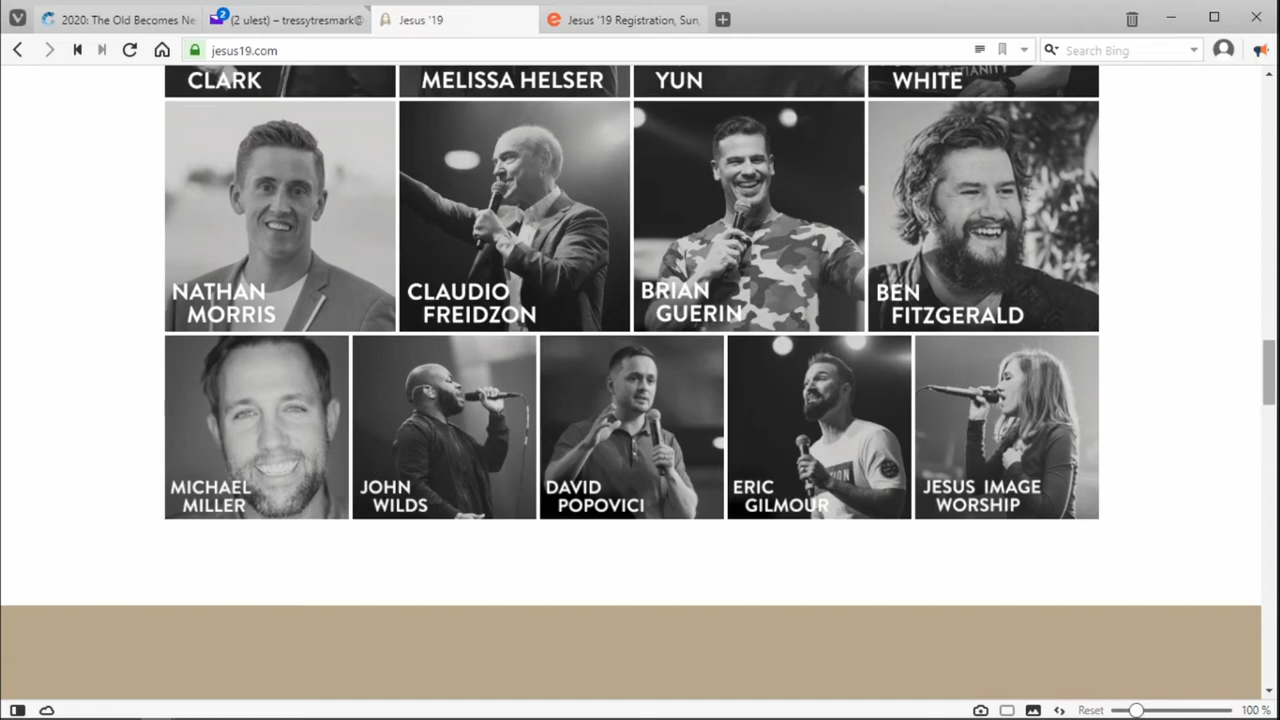 2020: The Old Becomes Ne
(2 ulest) – tressytresmark@
2
Jesus '19
Jesus '19 Registration, Sun,
jesus19.com
Search Bing
CLARK
MELISSA HELSER
YUN
WHITE
NATHAN
MORRIS
CLAUDIO
FREIDZON
BRIAN
GUERIN
BEN
FITZGERALD
MICHAEL
MILLER
JOHN
WILDS
DAVID
POPOVICI
ERIC
GILMOUR
JESUS IMAGE
WORSHIP
Reset
100 %